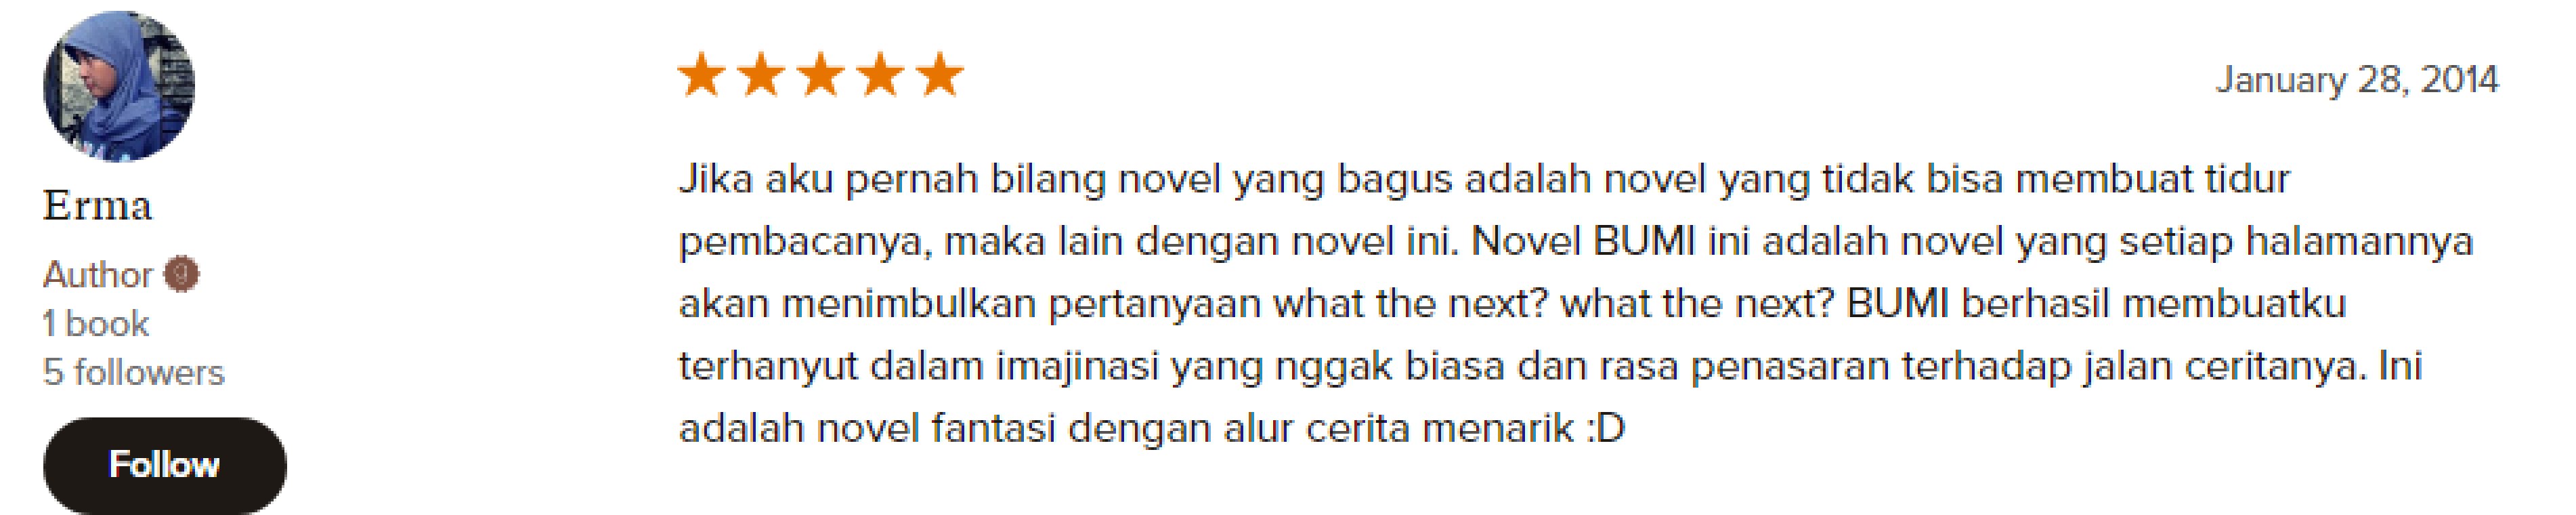 Erma
Author
1 book
5 followers
Follow
January 28, 2014
Jika aku pernah bilang novel yang bagus adalah novel yang tidak bisa membuat tidur
pembacanya, maka lain dengan novel ini. Novel BUMI ini adalah novel yang setiap halamannya
akan menimbulkan pertanyaan what the next? what the next? BUMI berhasil membuatku
terhanyut dalam imajinasi yang nggak biasa dan rasa penasaran terhadap jalan ceritanya. Ini
adalah novel fantasi dengan alur cerita menarik :D